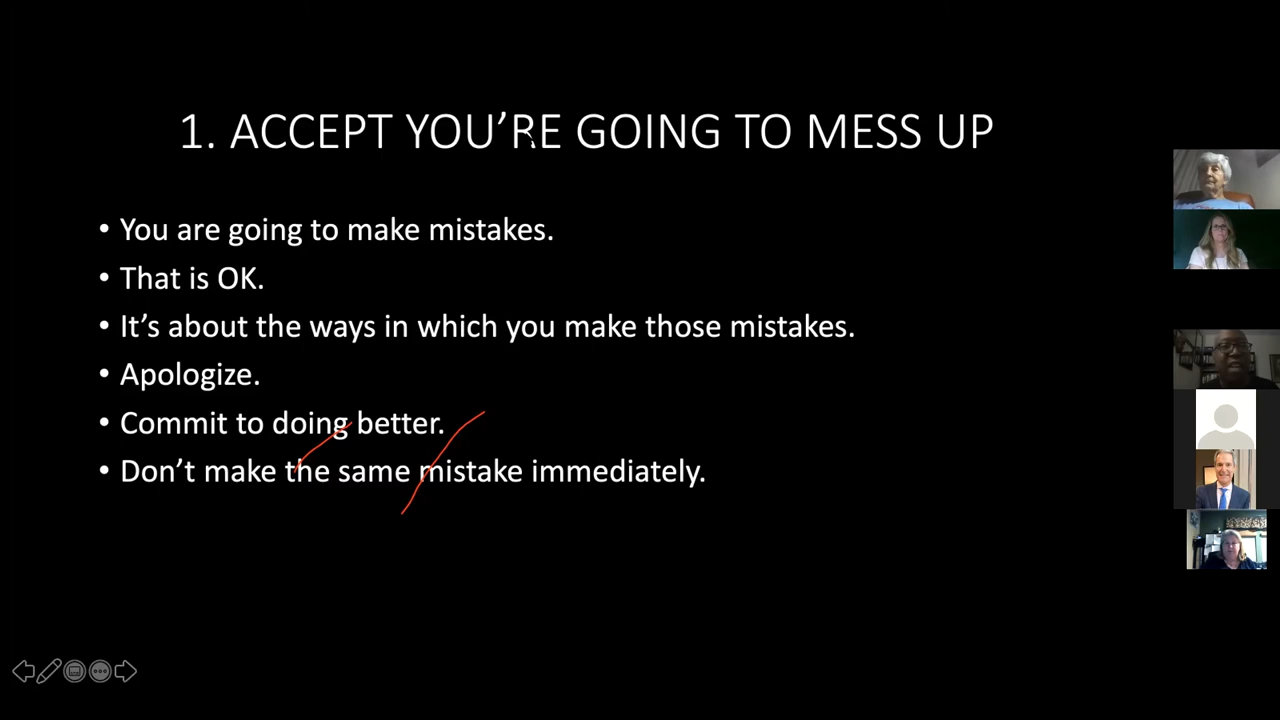 1. ACCEPT YOU’RE GOING TO MESS UP
• You are going to make mistakes.
• That is OK.
• It’s about the ways in which you make those mistakes.
• Apologize.
• Commit to doing better.
• Don’t make the same mistake immediately.